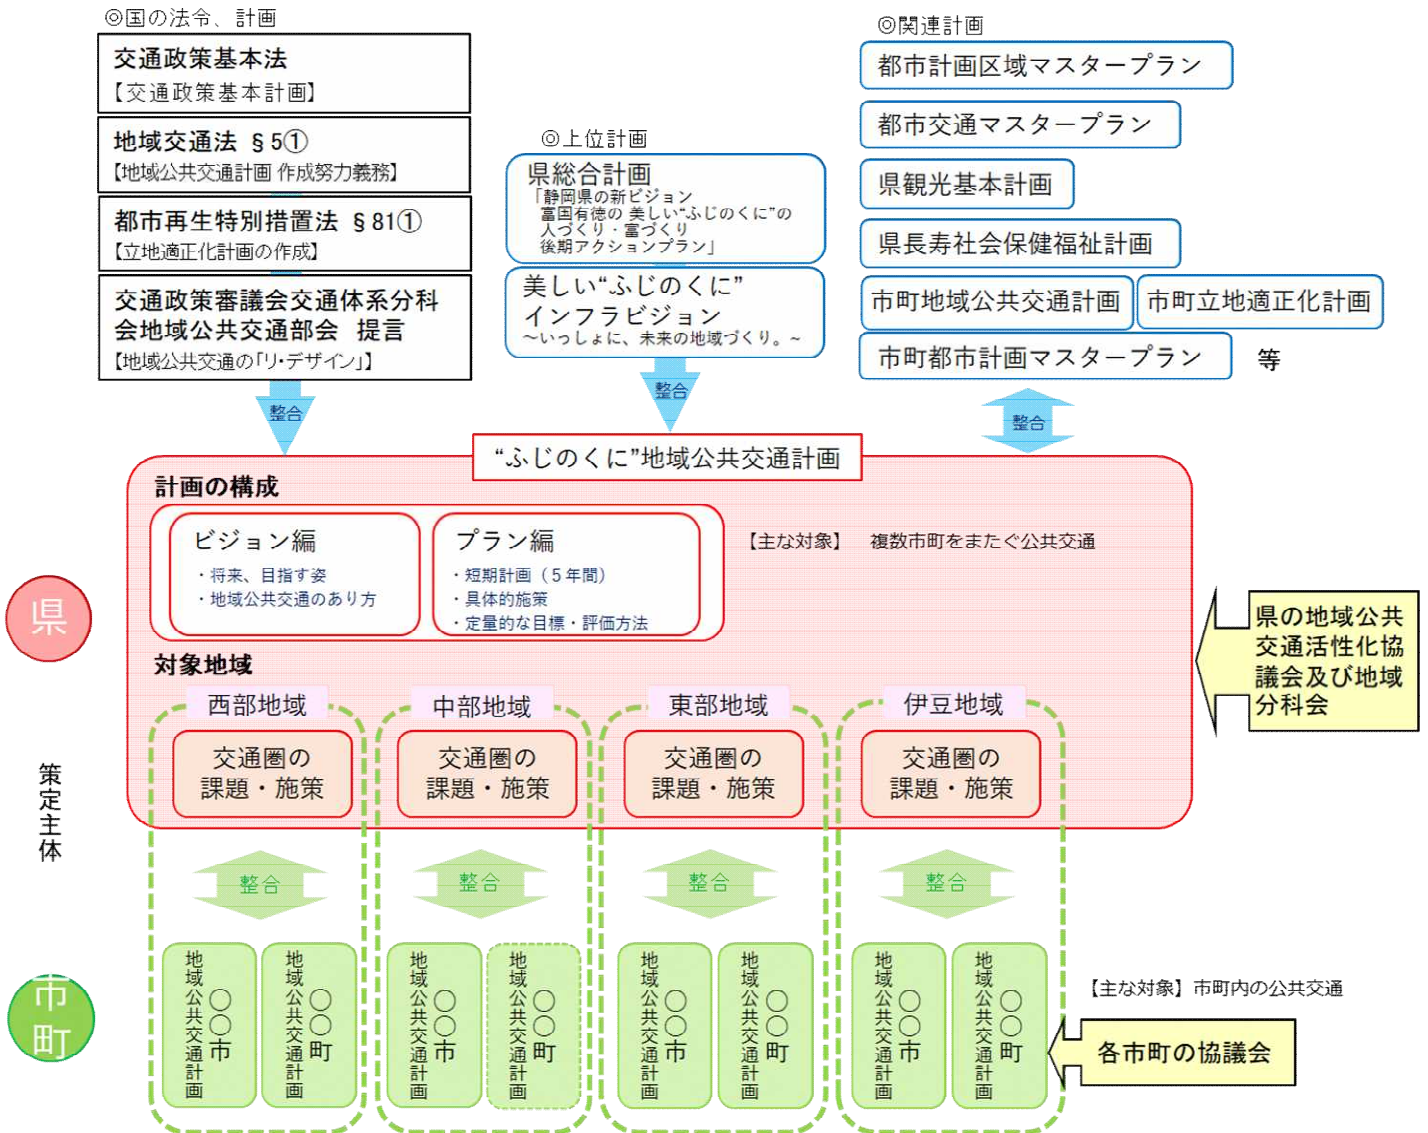 ◎国の法令、計画
交通政策基本法
【交通政策基本計画】
地域交通法 §5①
【地域公共交通計画 作成努力義務】
都市再生特別措置法 §81①
【立地適正化計画の作成】
交通政策審議会交通体系分科
会地域公共交通部会 提言
【地域公共交通の「リ・デザイン」】
整合
◎上位計画
県総合計画
「静岡県の新ビジョン
富国有徳の 美しい“ふじのくに”の
人づくり・富づくり
後期アクションプラン」
美しい“ふじのくに”
インフラビジョン
～いっしょに、未来の地域づくり。~
整合
◎関連計画
都市計画区域マスタープラン
都市交通マスタープラン
県観光基本計画
県長寿社会保健福祉計画
市町地域公共交通計画
市町立地適正化計画
市町都市計画マスタープラン
等
整合
“ふじのくに”地域公共交通計画
計画の構成
ビジョン編
・将来、目指す姿
・地域公共交通のあり方
プラン編
・短期計画（５年間）
・具体的施策
・定量的な目標・評価方法
【主な対象】 複数市町をまたぐ公共交通
県
県の地域公共
交通活性化協
議会及び地域
分科会
対象地域
西部地域
交通圏の
課題・施策
中部地域
交通圏の
課題・施策
東部地域
交通圏の
課題・施策
伊豆地域
交通圏の
課題・施策
策定主体
整合
整合
整合
整合
市
町
○○市
地域公共交通計画
○○町
地域公共交通計画
○○市
地域公共交通計画
○○町
地域公共交通計画
○○市
地域公共交通計画
○○町
地域公共交通計画
○○市
地域公共交通計画
○○町
地域公共交通計画
【主な対象】市町内の公共交通
各市町の協議会